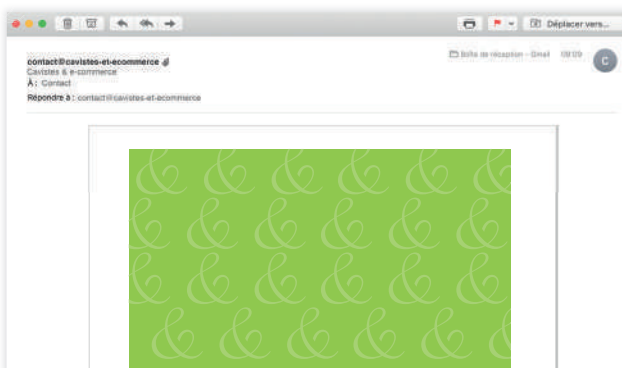 Déplacer vers...
contact@cavistes-et-ecommerce
Boîte de réception - Gmail 09:09
C
Cavistes & e-commerce
À : Contact
Répondre à : contact@cavistes-et-ecommerce
& & & & & &
& & & & & & &
& & & & & & &
& & & & & &